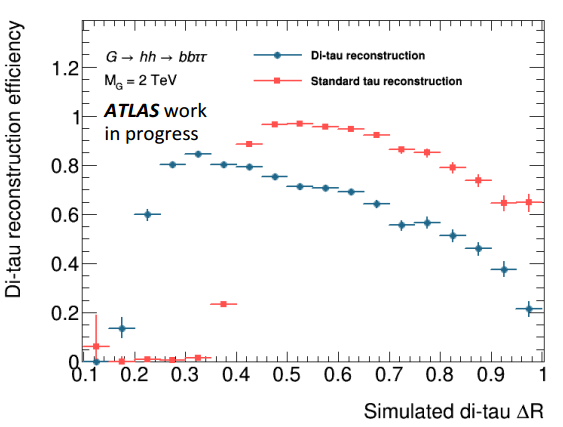 G → hh → bbττ
M_G = 2 TeV
ATLAS work
in progress
Di-tau reconstruction
Standard tau reconstruction
Di-tau reconstruction efficiency
1.2
1
0.8
0.6
0.4
0.2
0
0.1 0.2 0.3 0.4 0.5 0.6 0.7 0.8 0.9 1
Simulated di-tau ΔR